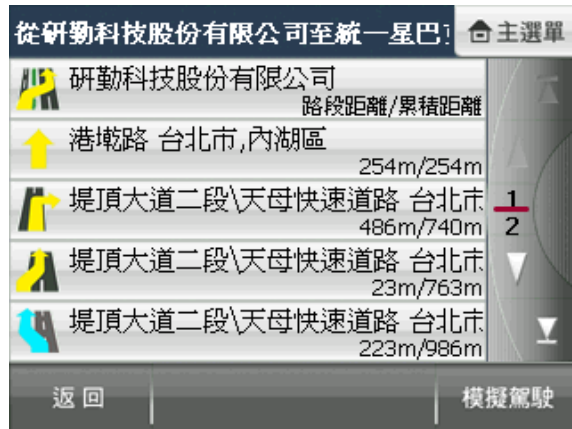 從研勤科技股份有限公司至統一星巴
主選單
研勤科技股份有限公司
路段距離/累積距離
港墘路 台北市,內湖區
254m/254m
堤頂大道二段\天母快速道路 台北市
486m/740m
1
2
堤頂大道二段\天母快速道路 台北市
23m/763m
堤頂大道二段\天母快速道路 台北市
223m/986m
返回
模擬駕駛